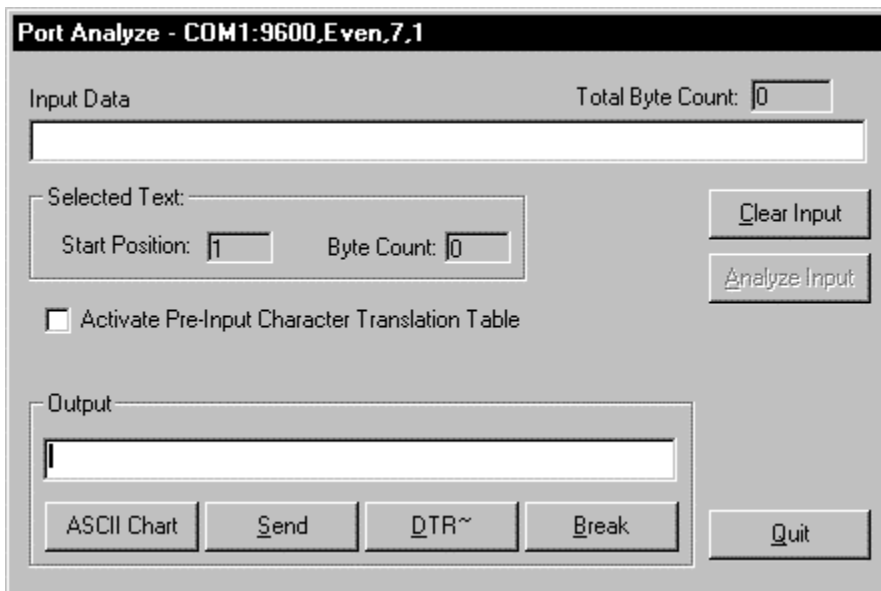 Port Analyze - COM1:9600,Even,7,1
Input Data
Total Byte Count: 0
Selected Text:
Start Position: 1
Byte Count: 0
Clear Input
Analyze Input
Activate Pre-Input Character Translation Table
Output
ASCII Chart
Send
DTR~
Break
Quit